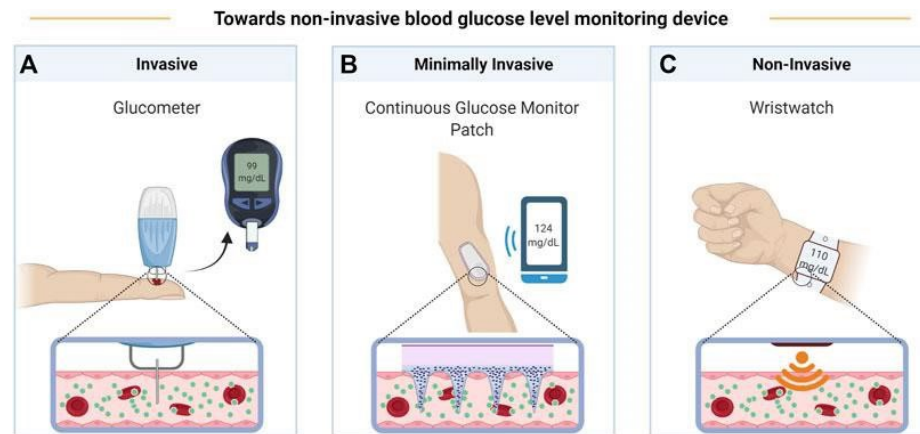 Towards non-invasive blood glucose level monitoring device
A
Invasive
Glucometer
99
mg/dL
B
Minimally Invasive
Continuous Glucose Monitor
Patch
124
mg/dL
C
Non-Invasive
Wristwatch
110
mg/dL